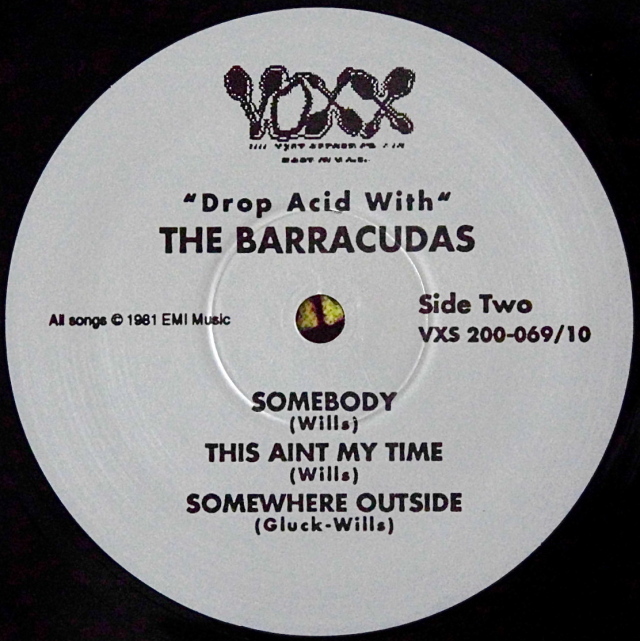 VOXX
"Drop Acid With"
THE BARRACUDAS
All songs © 1981 EMI Music
Side Two
VXS 200-069/10
SOMEBODY
(Wills)
THIS AINT MY TIME
(Wills)
SOMEWHERE OUTSIDE
(Gluck-Wills)